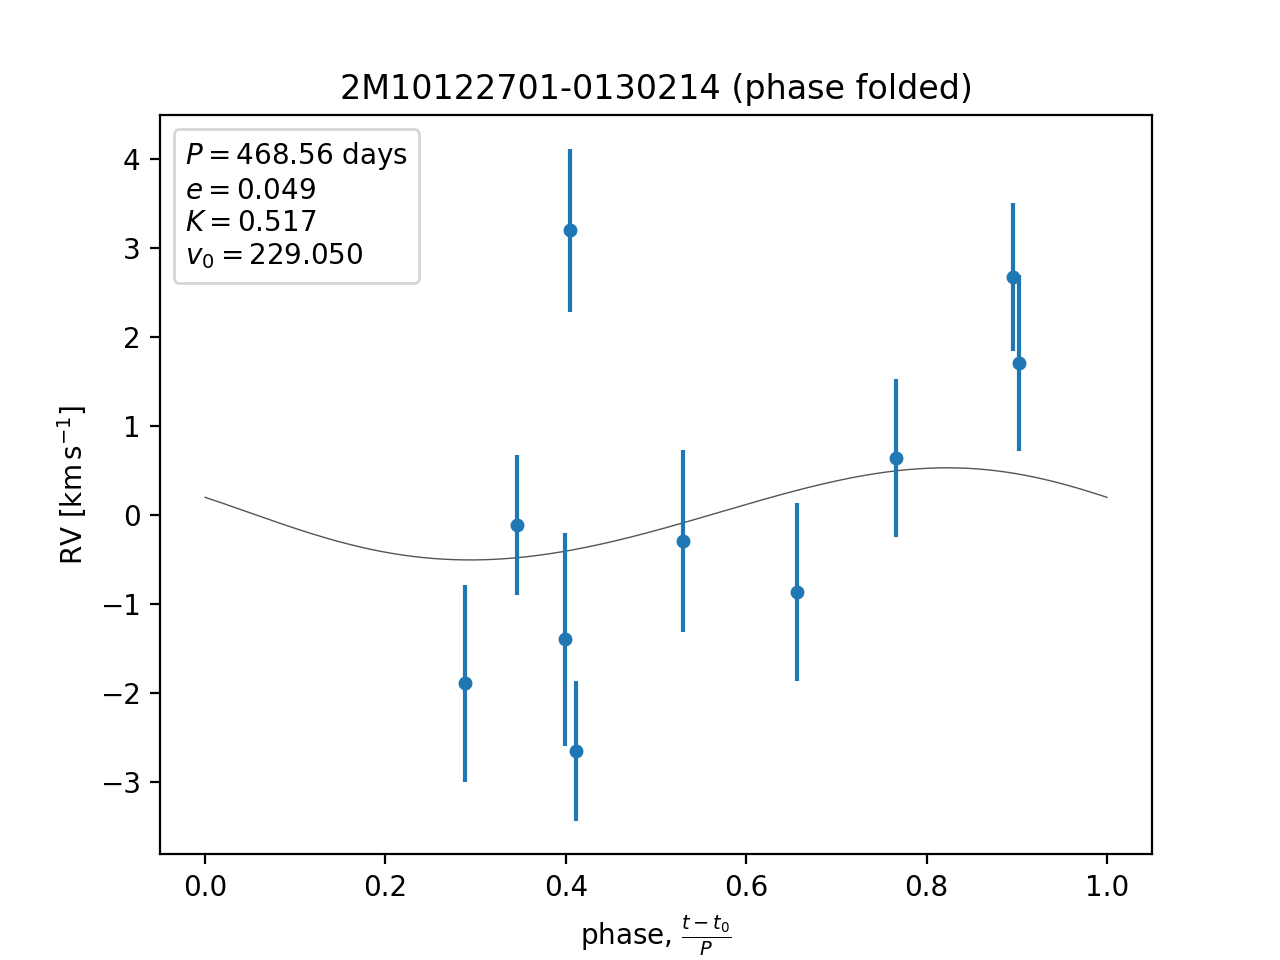 2M10122701-0130214 (phase folded)
P = 468.56 days
e = 0.049
K = 0.517
v₀ = 229.050
RV [km s⁻¹]
4
3
2
1
0
−1
−2
−3
0.0 0.2 0.4 0.6 0.8 1.0
phase, (t − t₀)/P